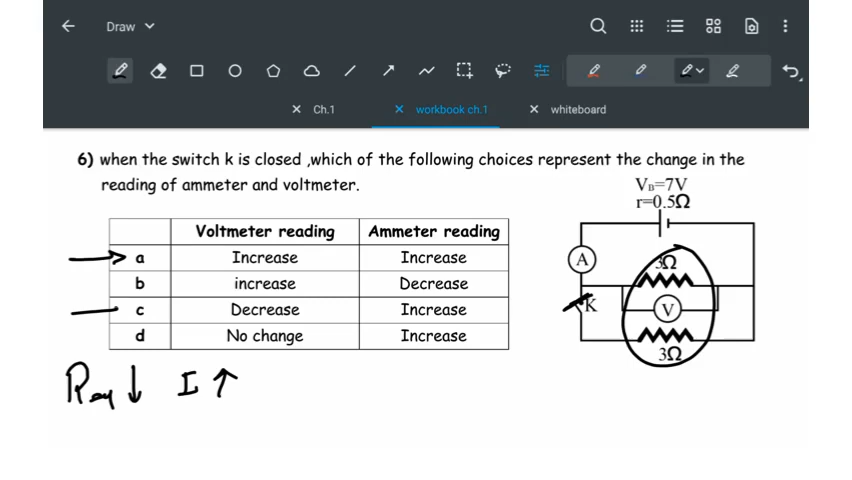 Draw
Ch.1
workbook ch.1
whiteboard
6) when the switch k is closed ,which of the following choices represent the change in the
reading of ammeter and voltmeter.
VB=7V
r=0.5Ω
Voltmeter reading Ammeter reading
a Increase Increase
b increase Decrease
c Decrease Increase
d No change Increase
A
3Ω
K
V
3Ω
Req ↓ I ↑